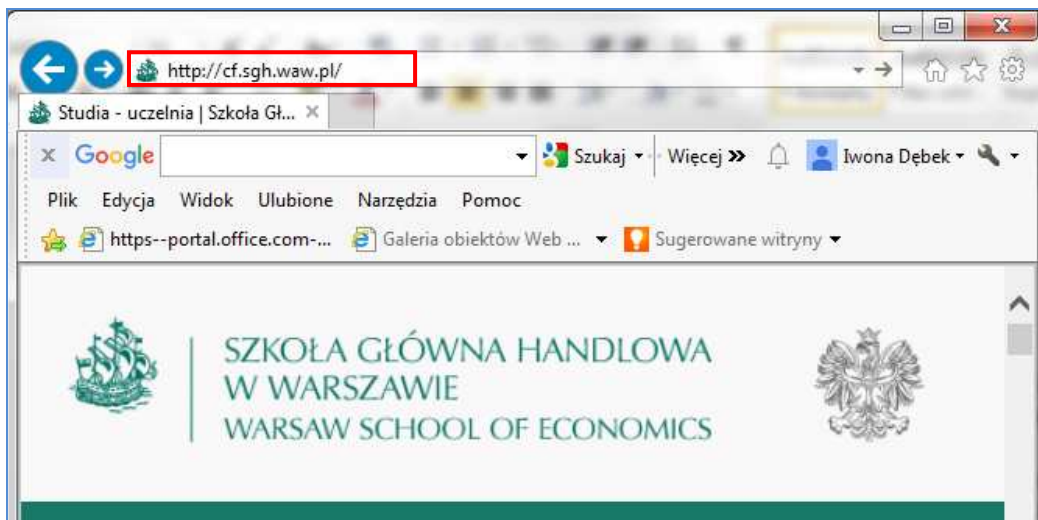 http://cf.sgh.waw.pl/
Studia - uczelnia | Szkoła Gł...
x Google Szukaj Więcej » Iwona Dębek
Plik Edycja Widok Ulubione Narzędzia Pomoc
https--portal.office.com-... Galeria obiektów Web ... Sugerowane witryny
SZKOŁA GŁÓWNA HANDLOWA
W WARSZAWIE
WARSAW SCHOOL OF ECONOMICS